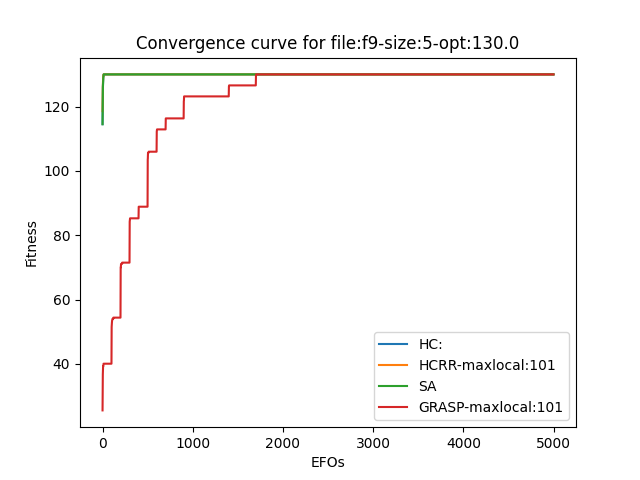 Convergence curve for file:f9-size:5-opt:130.0
Fitness
120
100
80
60
40
0
1000
2000
3000
4000
5000
EFOs
HC:
HCRR-maxlocal:101
SA
GRASP-maxlocal:101